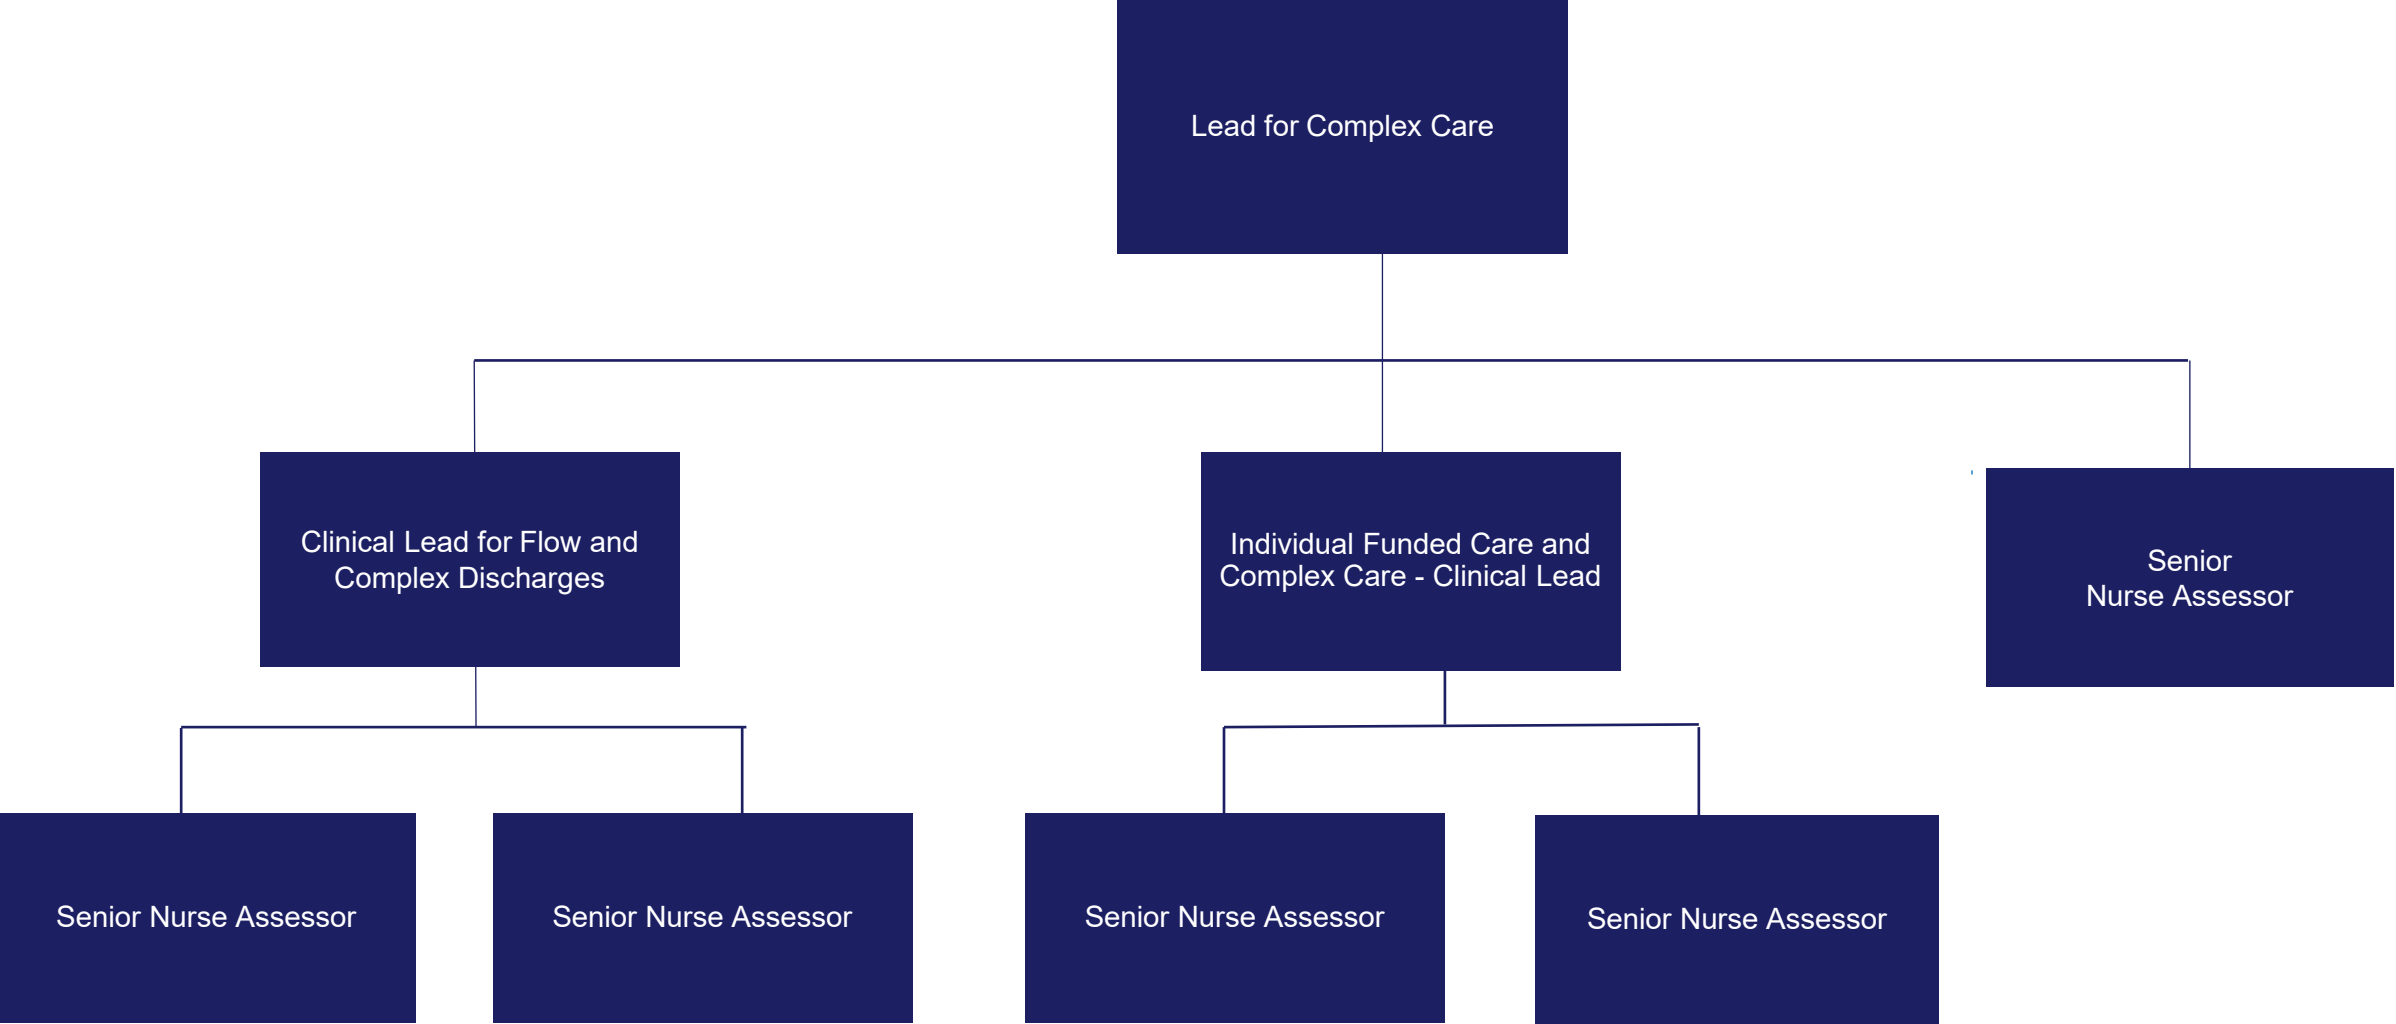 Lead for Complex Care
Clinical Lead for Flow and
Complex Discharges
Individual Funded Care and
Complex Care - Clinical Lead
Senior
Nurse Assessor
Senior Nurse Assessor
Senior Nurse Assessor
Senior Nurse Assessor
Senior Nurse Assessor